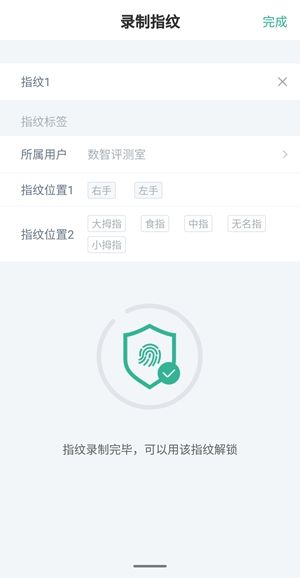 录制指纹 完成
指纹1
指纹标签
所属用户 数智评测室
指纹位置1 右手 左手
指纹位置2 大拇指 食指 中指 无名指
小拇指
指纹录制完毕，可以用该指纹解锁